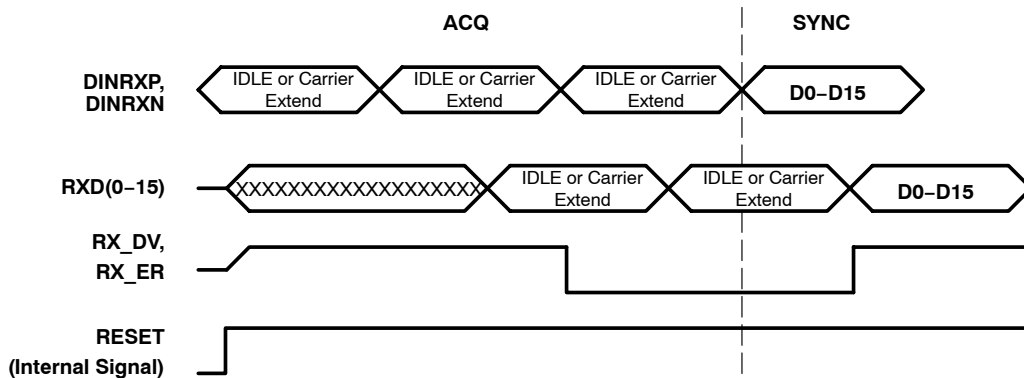 ACQ
SYNC
DINRXP,
DINRXN
IDLE or Carrier
Extend
IDLE or Carrier
Extend
IDLE or Carrier
Extend
D0–D15
RXD(0–15)
XXXXXXXXXXXXXXXXXXX
IDLE or Carrier
Extend
IDLE or Carrier
Extend
D0–D15
RX_DV,
RX_ER
RESET
(Internal Signal)